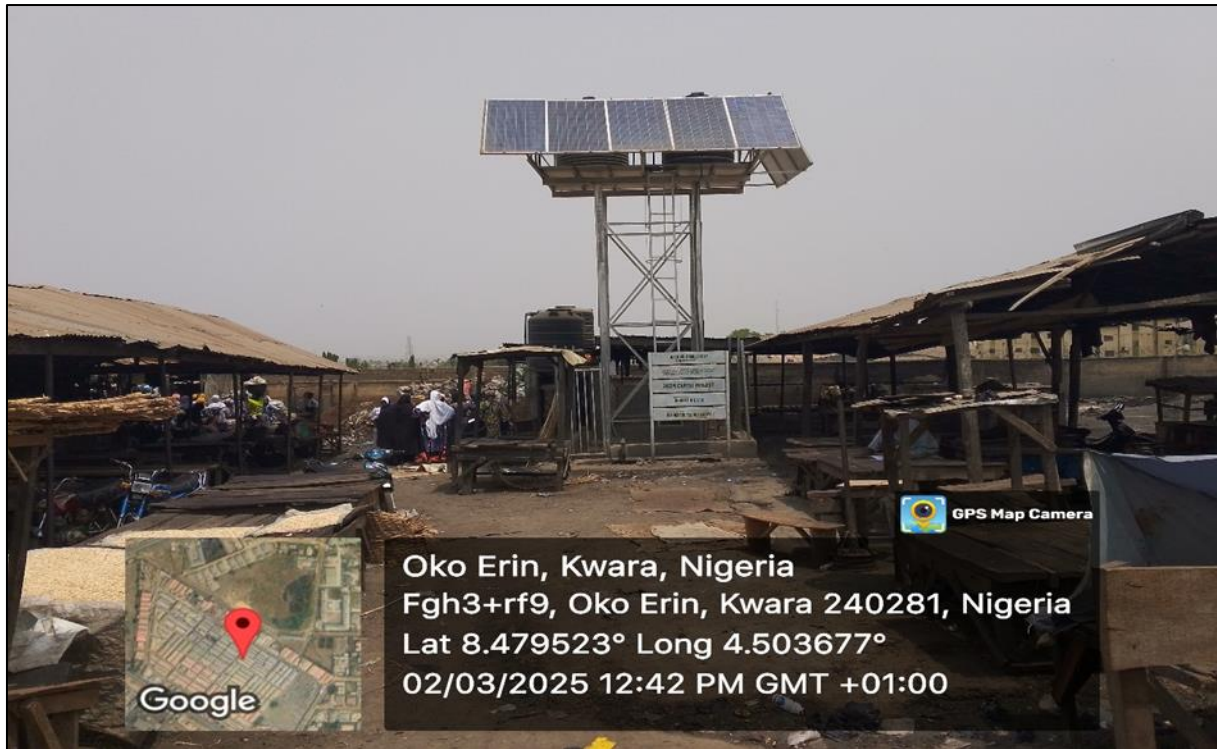 GPS Map Camera
Oko Erin, Kwara, Nigeria
Fgh3+rf9, Oko Erin, Kwara 240281, Nigeria
Lat 8.479523° Long 4.503677°
02/03/2025 12:42 PM GMT +01:00
Google